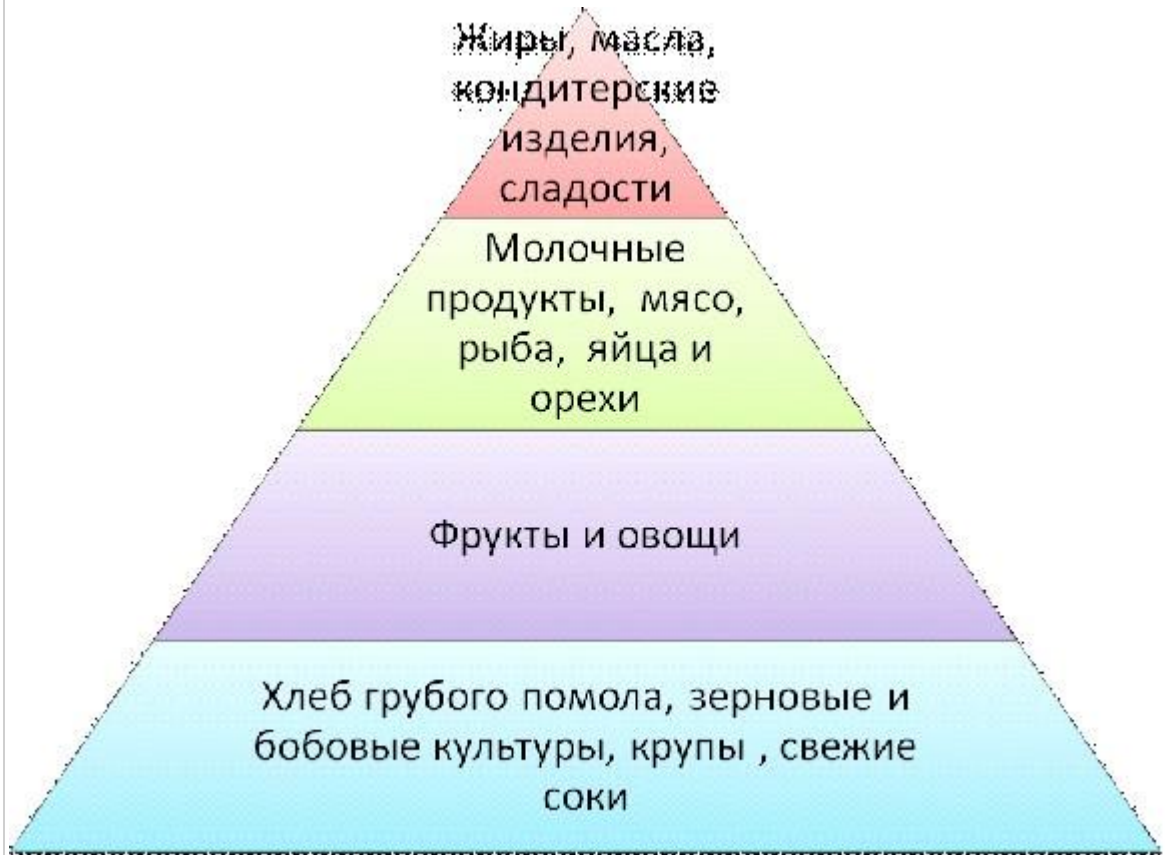 Жиры, масла,
кондитерские
изделия,
сладости
Молочные
продукты, мясо,
рыба, яйца и
орехи
Фрукты и овощи
Хлеб грубого помола, зерновые и
бобовые культуры, крупы , свежие
соки